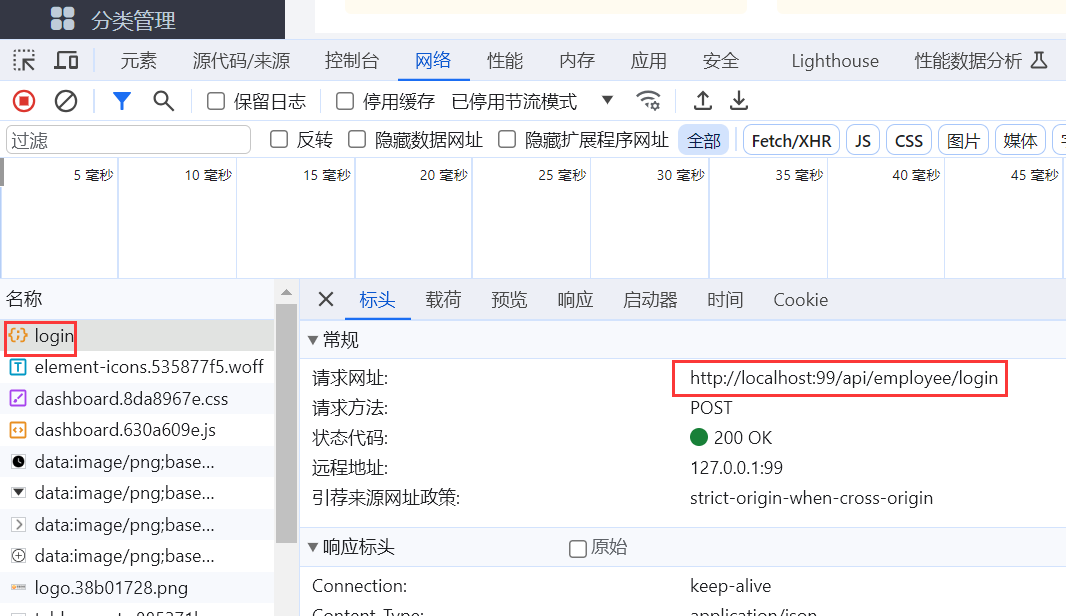 分类管理
元素 源代码/来源 控制台 网络 性能 内存 应用 安全 Lighthouse 性能数据分析
保留日志 停用缓存 已停用节流模式
过滤 反转 隐藏数据网址 隐藏扩展程序网址 全部 Fetch/XHR JS CSS 图片 媒体
5 毫秒 10 毫秒 15 毫秒 20 毫秒 25 毫秒 30 毫秒 35 毫秒 40 毫秒 45 毫秒
名称
login
element-icons.535877f5.woff
dashboard.8da8967e.css
dashboard.630a609e.js
data:image/png;base...
data:image/png;base...
data:image/png;base...
data:image/png;base...
logo.38b01728.png
标头 载荷 预览 响应 启动器 时间 Cookie
常规
请求网址: http://localhost:99/api/employee/login
请求方法: POST
状态代码: 200 OK
远程地址: 127.0.0.1:99
引荐来源网址政策: strict-origin-when-cross-origin
响应标头 原始
Connection: keep-alive
Content-Type: application/json